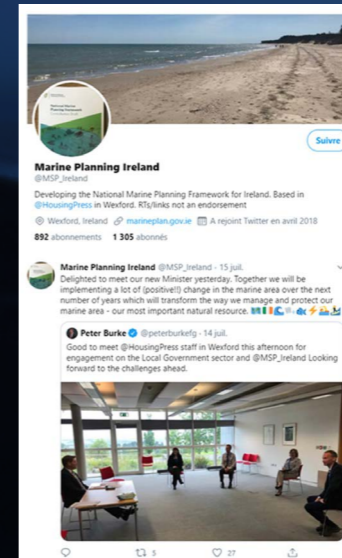 Suivre
Marine Planning Ireland
@MSP_Ireland
Developing the National Marine Planning Framework for Ireland. Based in
@HousingPress in Wexford. RTs/links not an endorsement
Wexford, Ireland marineplan.gov.ie A rejoint Twitter en avril 2018
892 abonnements 1 305 abonnés
Marine Planning Ireland @MSP_Ireland · 15 juil.
Delighted to meet our new Minister yesterday. Together we will be
implementing a lot of (positive!!) change in the marine area over the next
number of years which will transform the way we manage and protect our
marine area - our most important natural resource.
Peter Burke @peterburkefg · 14 juil.
Good to meet @HousingPress staff in Wexford this afternoon for
engagement on the Local Government sector and @MSP_Ireland Looking
forward to the challenges ahead.
5 27